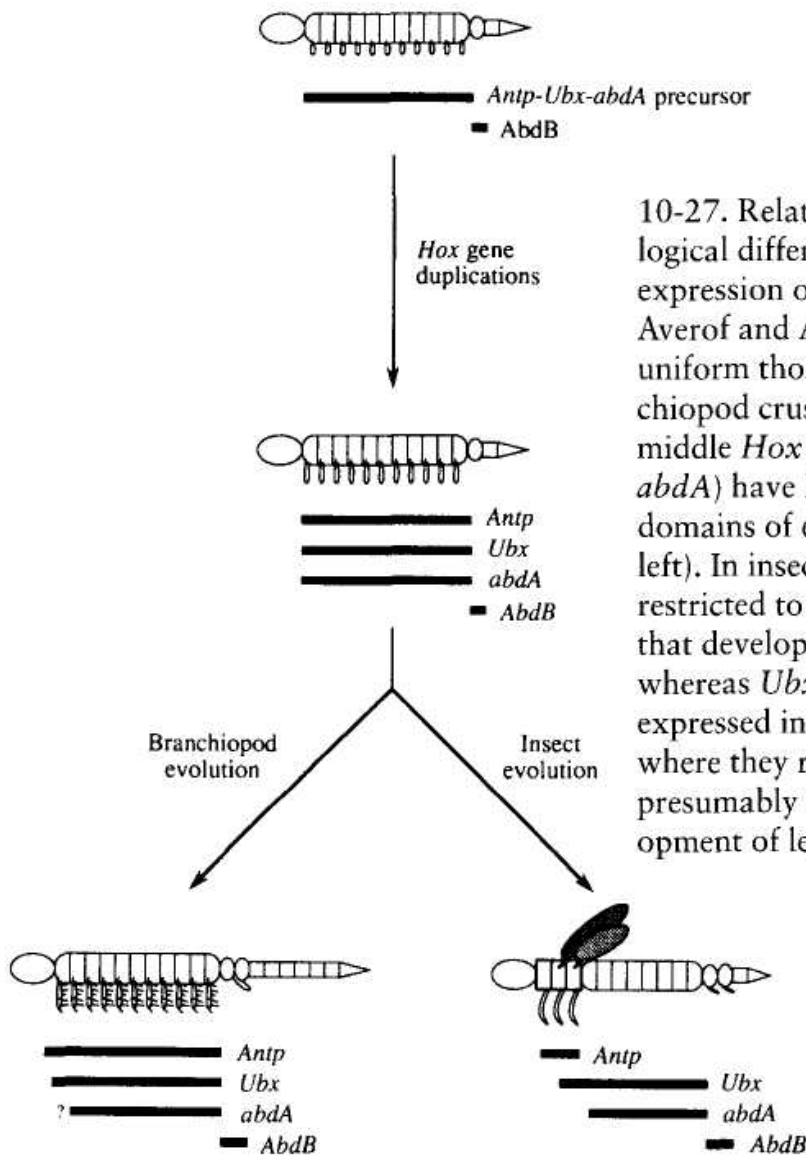 Antp-Ubx-abdA precursor
AbdB
Hox gene
duplications
Antp
Ubx
abdA
AbdB
Branchiopod
evolution
Insect
evolution
Antp
Ubx
? abdA
AbdB
Antp
Ubx
abdA
AbdB
10-27. Relat
logical differ
expression o
Averof and A
uniform thor
chiopod crus
middle Hox
abdA) have
domains of e
left). In insec
restricted to
that develop
whereas Ubx
expressed in
where they r
presumably
opment of le